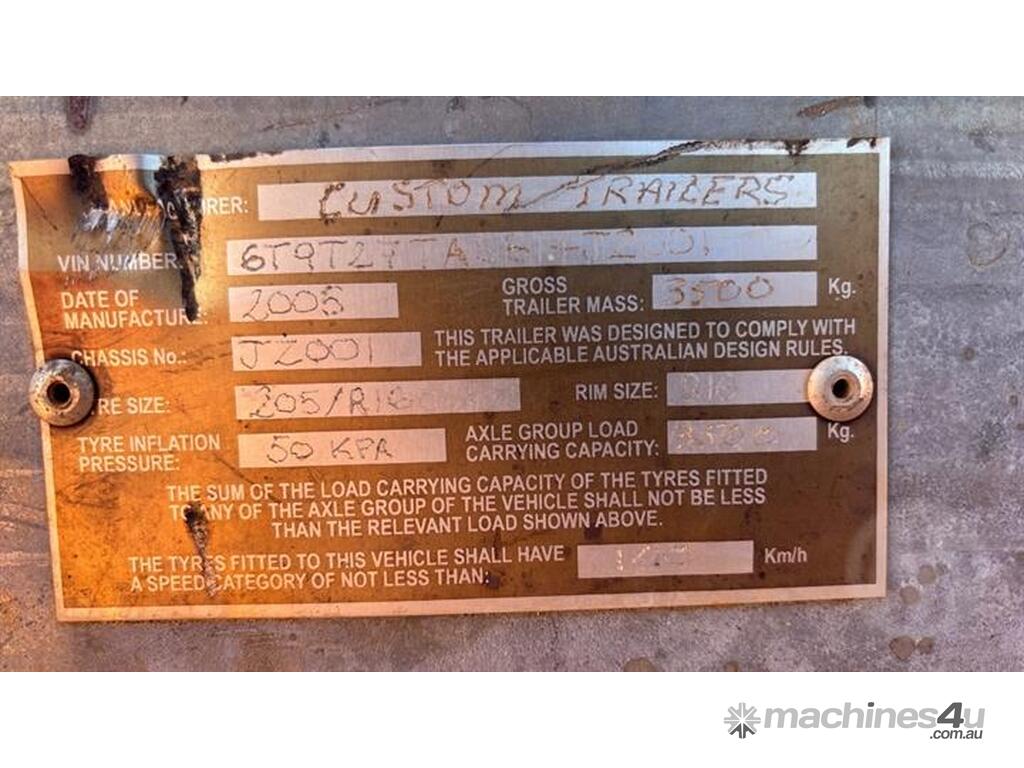 CUSTOM TRAILERS
VIN NUMBER:
DATE OF MANUFACTURE:
GROSS TRAILER MASS: 3500 Kg.
CHASSIS No.: JZ001
THIS TRAILER WAS DESIGNED TO COMPLY WITH
THE APPLICABLE AUSTRALIAN DESIGN RULES.
SIZE:
RIM SIZE:
TYRE INFLATION PRESSURE: 50 KPA
AXLE GROUP LOAD
CARRYING CAPACITY: Kg.
THE SUM OF THE LOAD CARRYING CAPACITY OF THE TYRES FITTED
TO ANY OF THE AXLE GROUP OF THE VEHICLE SHALL NOT BE LESS
THAN THE RELEVANT LOAD SHOWN ABOVE.
THE TYRES FITTED TO THIS VEHICLE SHALL HAVE
A SPEED CATEGORY OF NOT LESS THAN: Km/h
machines4u
.com.au